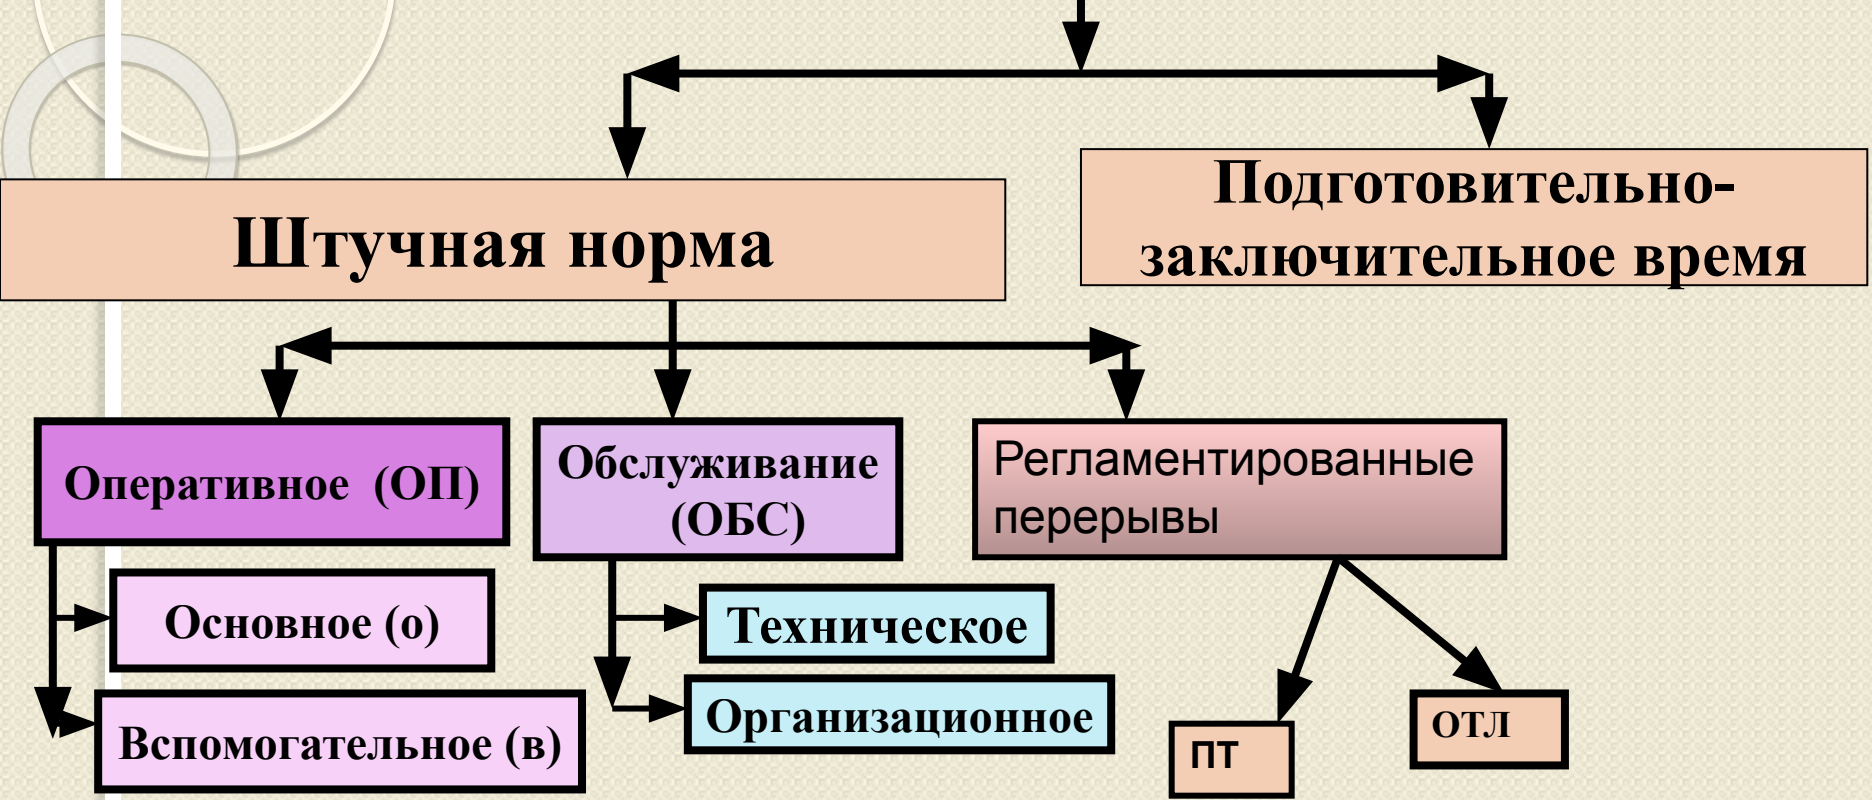 Штучная норма
Подготовительно-
заключительное время
Оперативное (ОП)
Обслуживание
(ОБС)
Регламентированные
перерывы
Основное (о)
Вспомогательное (в)
Техническое
Организационное
ПТ
ОТЛ